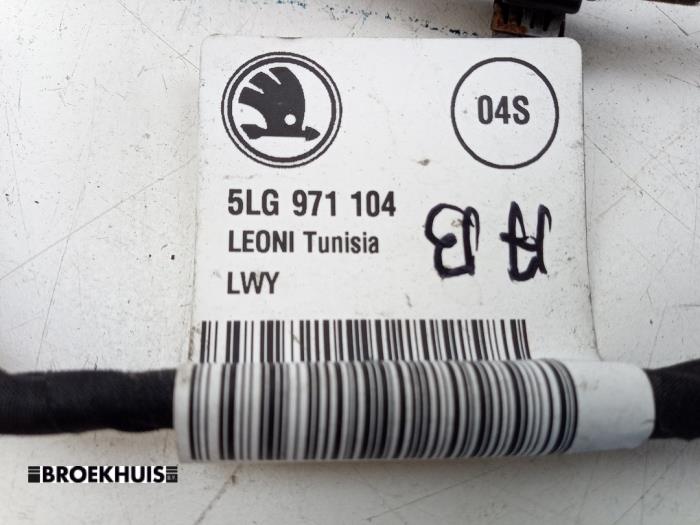 04S
5LG 971 104
LEONI Tunisia
LWY
BROEKHUIS